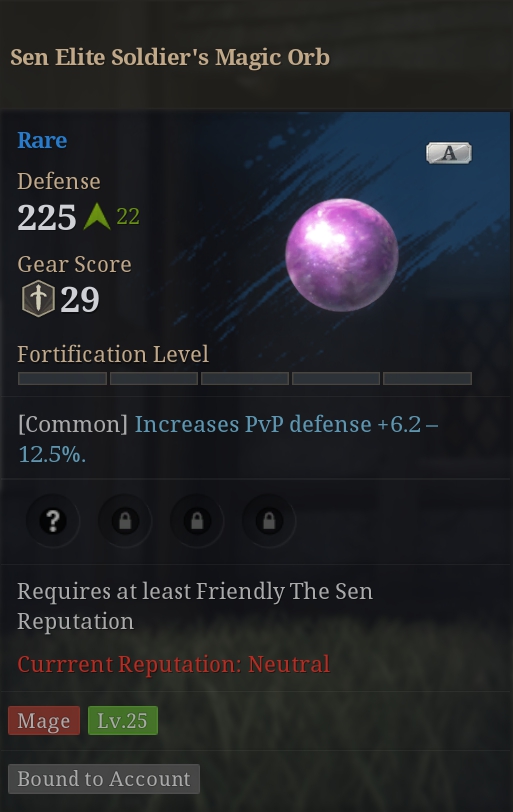 Sen Elite Soldier's Magic Orb
Rare
A
Defense
225 22
Gear Score
29
Fortification Level
[Common] Increases PvP defense +6.2 –
12.5%.
?
Requires at least Friendly The Sen
Reputation
Currrent Reputation: Neutral
Mage Lv.25
Bound to Account